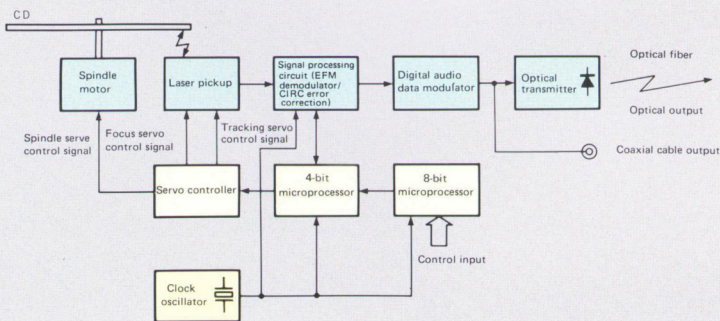 CD
Spindle
motor
Laser pickup
Signal processing
circuit (EFM
demodulator/
CIRC error
correction)
Digital audio
data modulator
Optical
transmitter
Optical fiber
Optical output
Coaxial cable output
Spindle serve
control signal
Focus servo
control signal
Tracking servo
control signal
Servo controller
4-bit
microprocessor
8-bit
microprocessor
Control input
Clock
oscillator